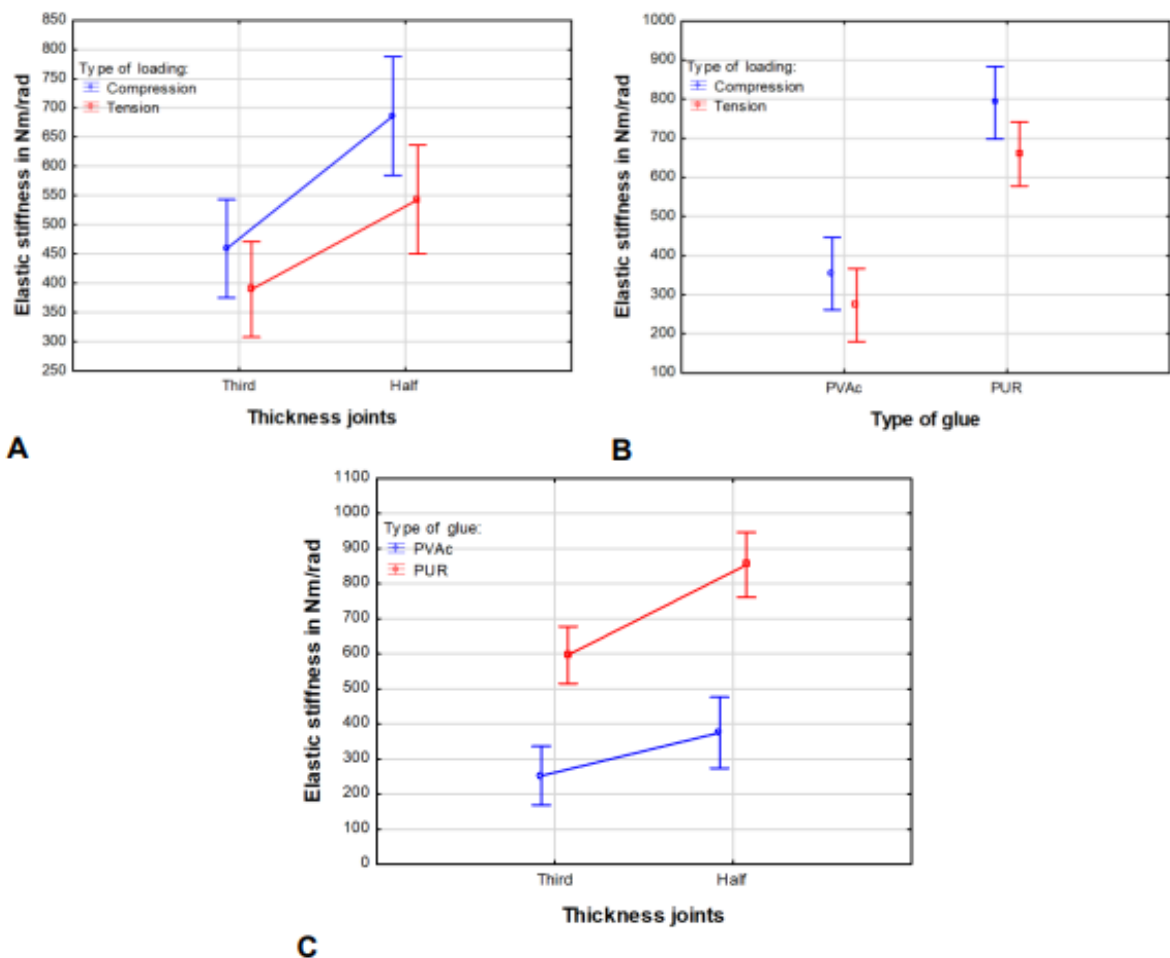 Elastic stiffness in Nm/rad
850
800
750
700
650
600
550
500
450
400
350
300
250
Type of loading:
Compression
Tension
Third Half
Thickness joints
A
Elastic stiffness in Nm/rad
1000
900
800
700
600
500
400
300
200
100
Type of loading:
Compression
Tension
PVAc PUR
Type of glue
B
Elastic stiffness in Nm/rad
1100
1000
900
800
700
600
500
400
300
200
100
0
Type of glue:
PVAc
PUR
Third Half
Thickness joints
C